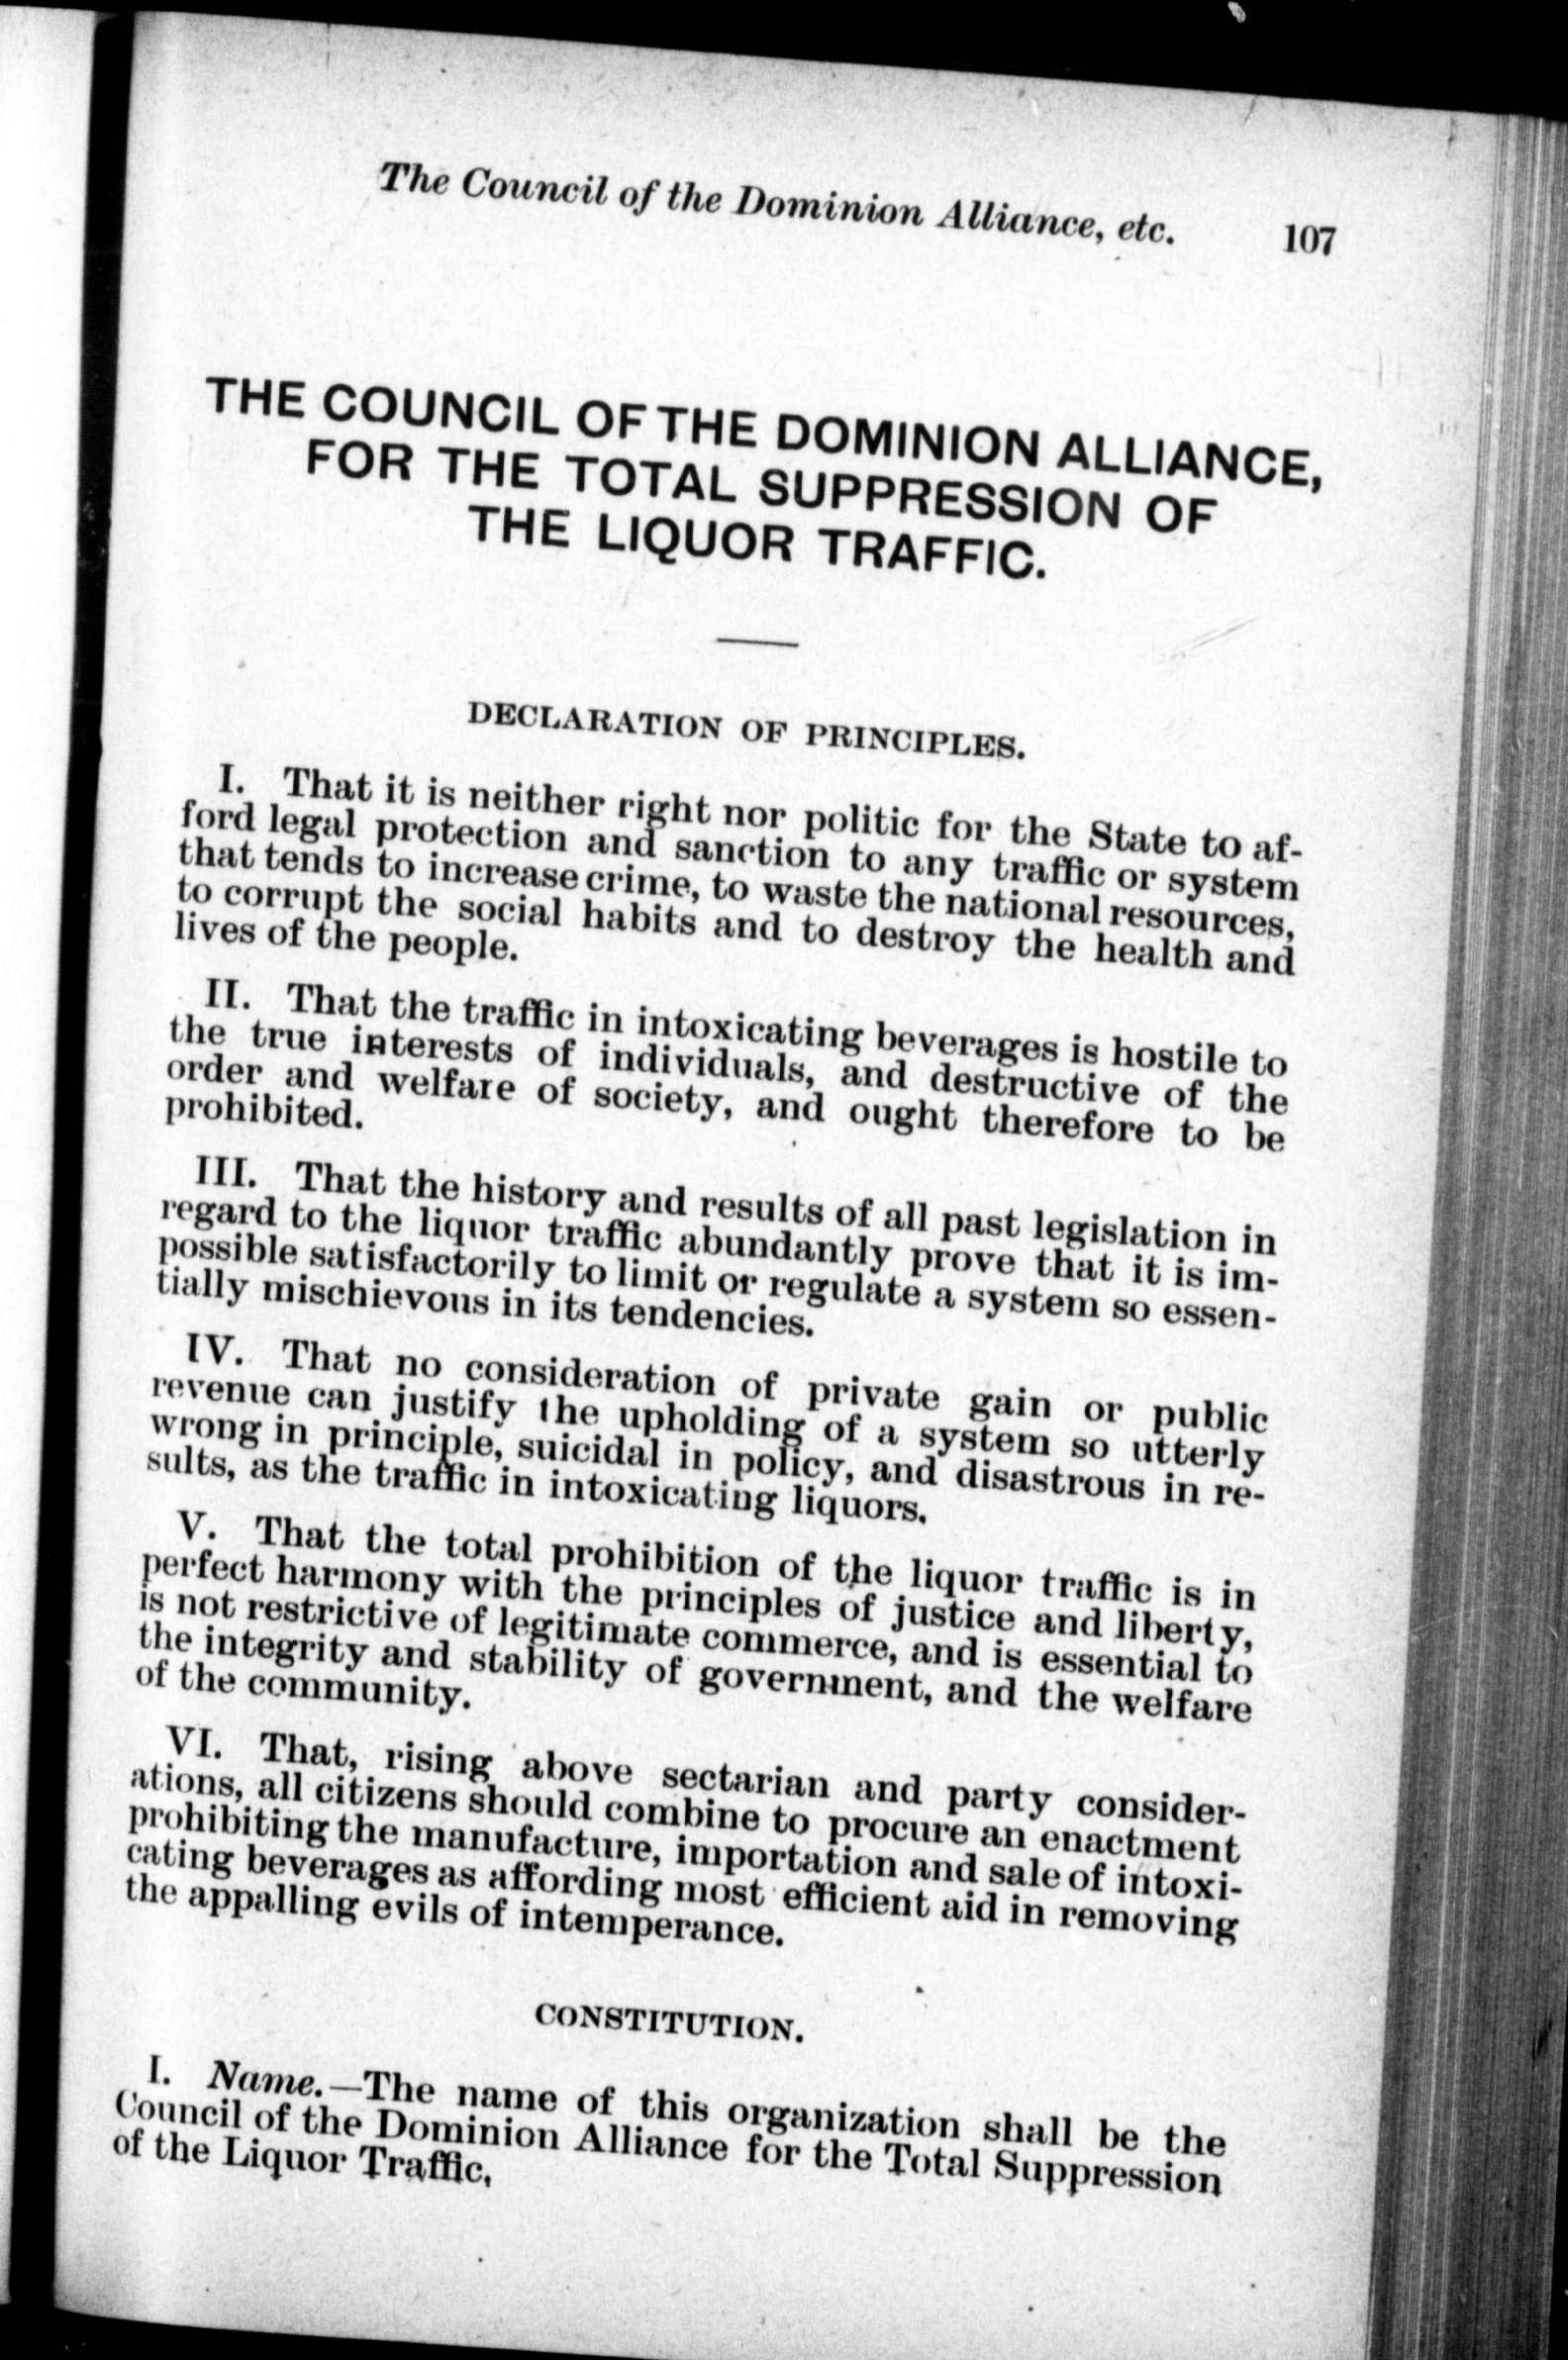 The Council of the Dominion Alliance, etc. 107
THE COUNCIL OF THE DOMINION ALLIANCE,
FOR THE TOTAL SUPPRESSION OF
THE LIQUOR TRAFFIC.
DECLARATION OF PRINCIPLES.
I. That it is neither right nor politic for the State to af-
ford legal protection and sanction to any traffic or system
that tends to increase crime, to waste the national resources,
to corrupt the social habits and to destroy the health and
lives of the people.
II. That the traffic in intoxicating beverages is hostile to
the true interests of individuals, and destructive of the
order and welfare of society, and ought therefore to be
prohibited.
III. That the history and results of all past legislation in
regard to the liquor traffic abundantly prove that it is im-
possible satisfactorily to limit or regulate a system so essen-
tially mischievous in its tendencies.
IV. That no consideration of private gain or public
revenue can justify the upholding of a system so utterly
wrong in principle, suicidal in policy, and disastrous in re-
sults, as the traffic in intoxicating liquors.
V. That the total prohibition of the liquor traffic is in
perfect harmony with the principles of justice and liberty,
is not restrictive of legitimate commerce, and is essential to
the integrity and stability of government, and the welfare
of the community.
VI. That, rising above sectarian and party consider-
ations, all citizens should combine to procure an enactment
prohibiting the manufacture, importation and sale of intoxi-
cating beverages as affording most efficient aid in removing
the appalling evils of intemperance.
CONSTITUTION.
I. Name.—The name of this organization shall be the
Council of the Dominion Alliance for the Total Suppression
of the Liquor Traffic.